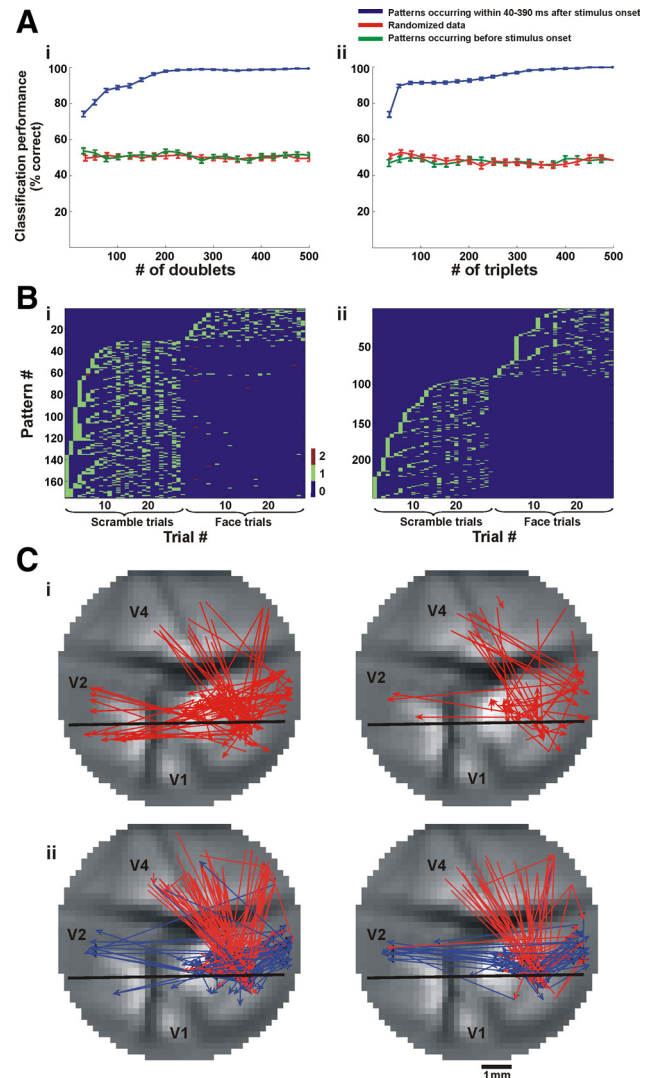 A
Patterns occurring within 40-390 ms after stimulus onset
Randomized data
Patterns occurring before stimulus onset
i
ii
Classification performance
(% correct)
100
80
60
40
20
100
200
300
400
500
# of doublets
100
80
60
40
20
100
200
300
400
500
# of triplets
B
i
ii
Pattern #
20
40
60
80
100
120
140
160
2
1
0
10
20
10
20
Scramble trials
Face trials
Trial #
50
100
150
200
10
20
10
20
Scramble trials
Face trials
Trial #
C
i
V4
V2
V1
V4
V2
V1
ii
V4
V2
V1
V4
V2
V1
1mm